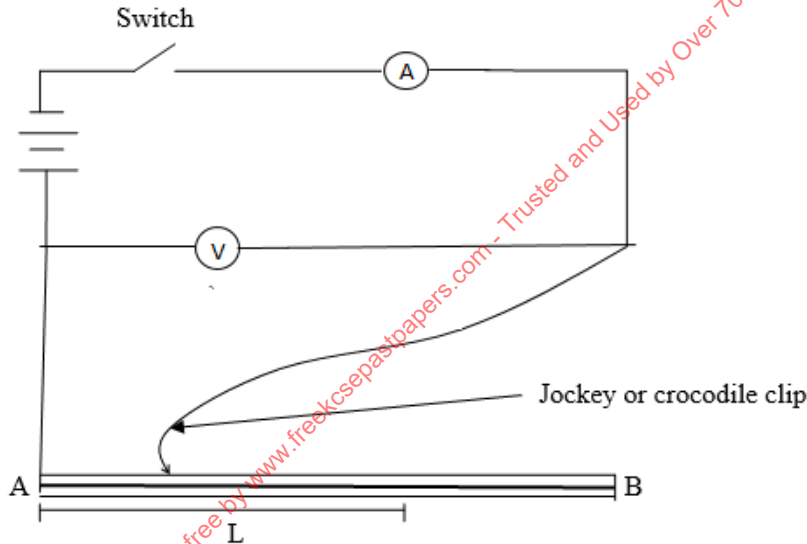 Switch
A
V
Jockey or crocodile clip
A
B
L
free by www.freekcsepastpapers.com - Trusted and Used by Over 70